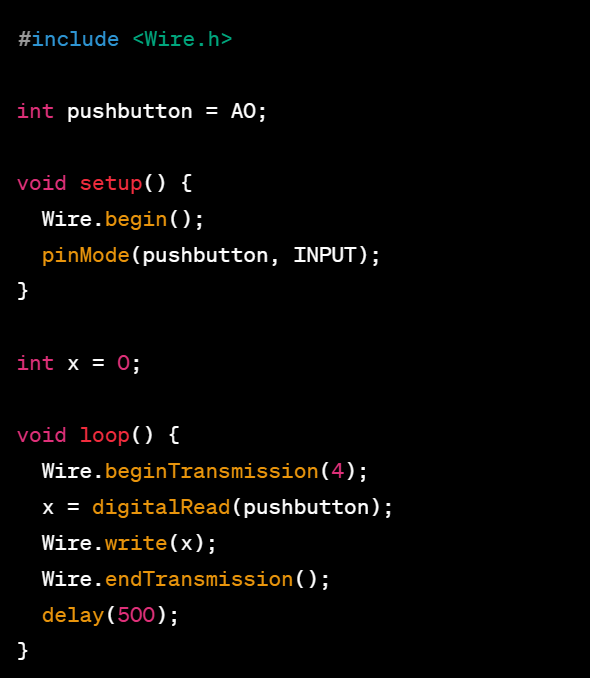 #include <Wire.h>
int pushbutton = A0;
void setup() {
  Wire.begin();
  pinMode(pushbutton, INPUT);
}
int x = 0;
void loop() {
  Wire.beginTransmission(4);
  x = digitalRead(pushbutton);
  Wire.write(x);
  Wire.endTransmission();
  delay(500);
}